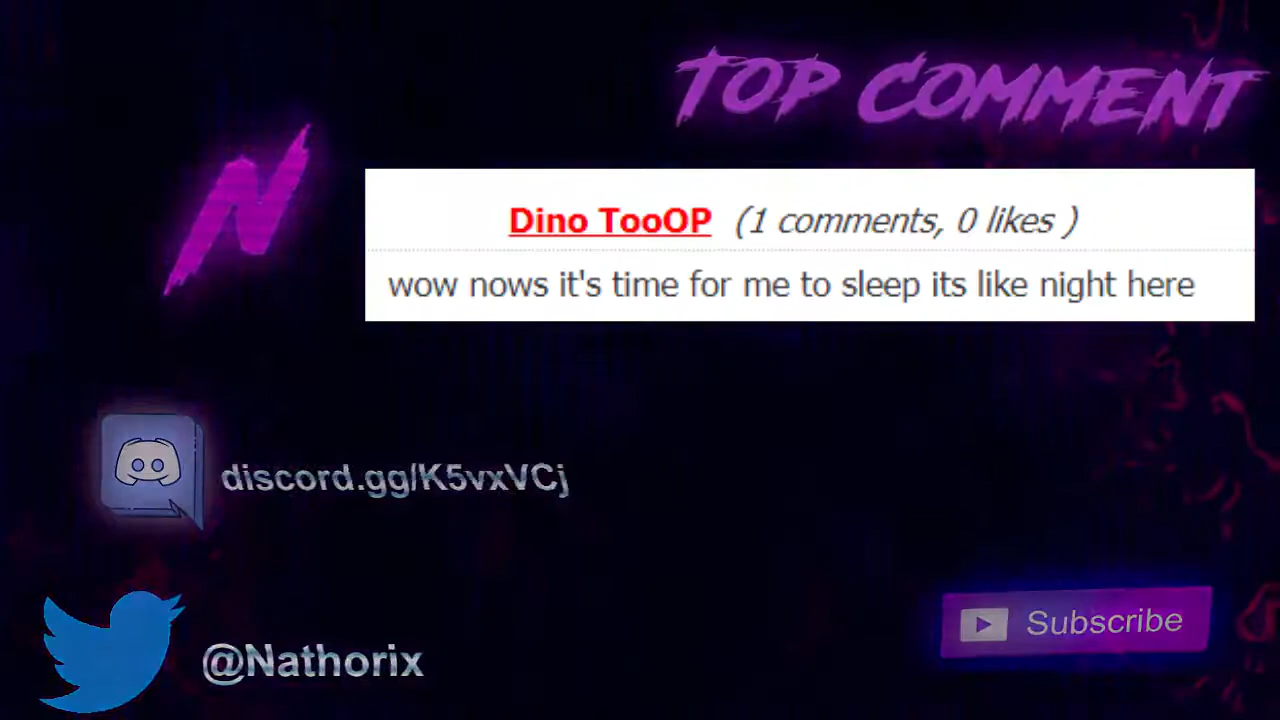 TOP COMMENT
N
Dino TooOP (1 comments, 0 likes )
wow nows it's time for me to sleep its like night here
discord.gg/K5vxVCj
Subscribe
@Nathorix